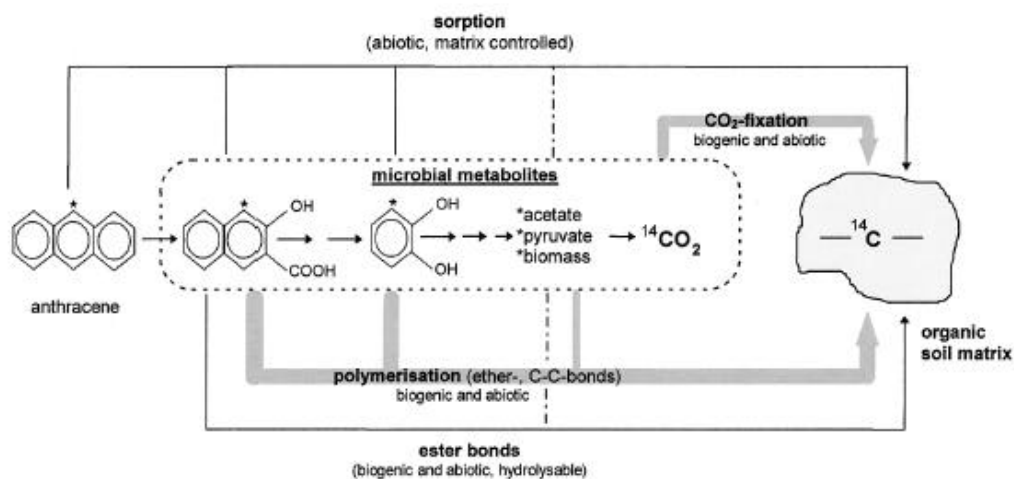 sorption
(abiotic, matrix controlled)
CO₂-fixation
biogenic and abiotic
microbial metabolites
*
*
OH
*
OH
*acetate
*pyruvate
*biomass
¹⁴CO₂
— ¹⁴C —
COOH
OH
anthracene
organic
soil matrix
polymerisation (ether-, C-C-bonds)
biogenic and abiotic
ester bonds
(biogenic and abiotic, hydrolysable)